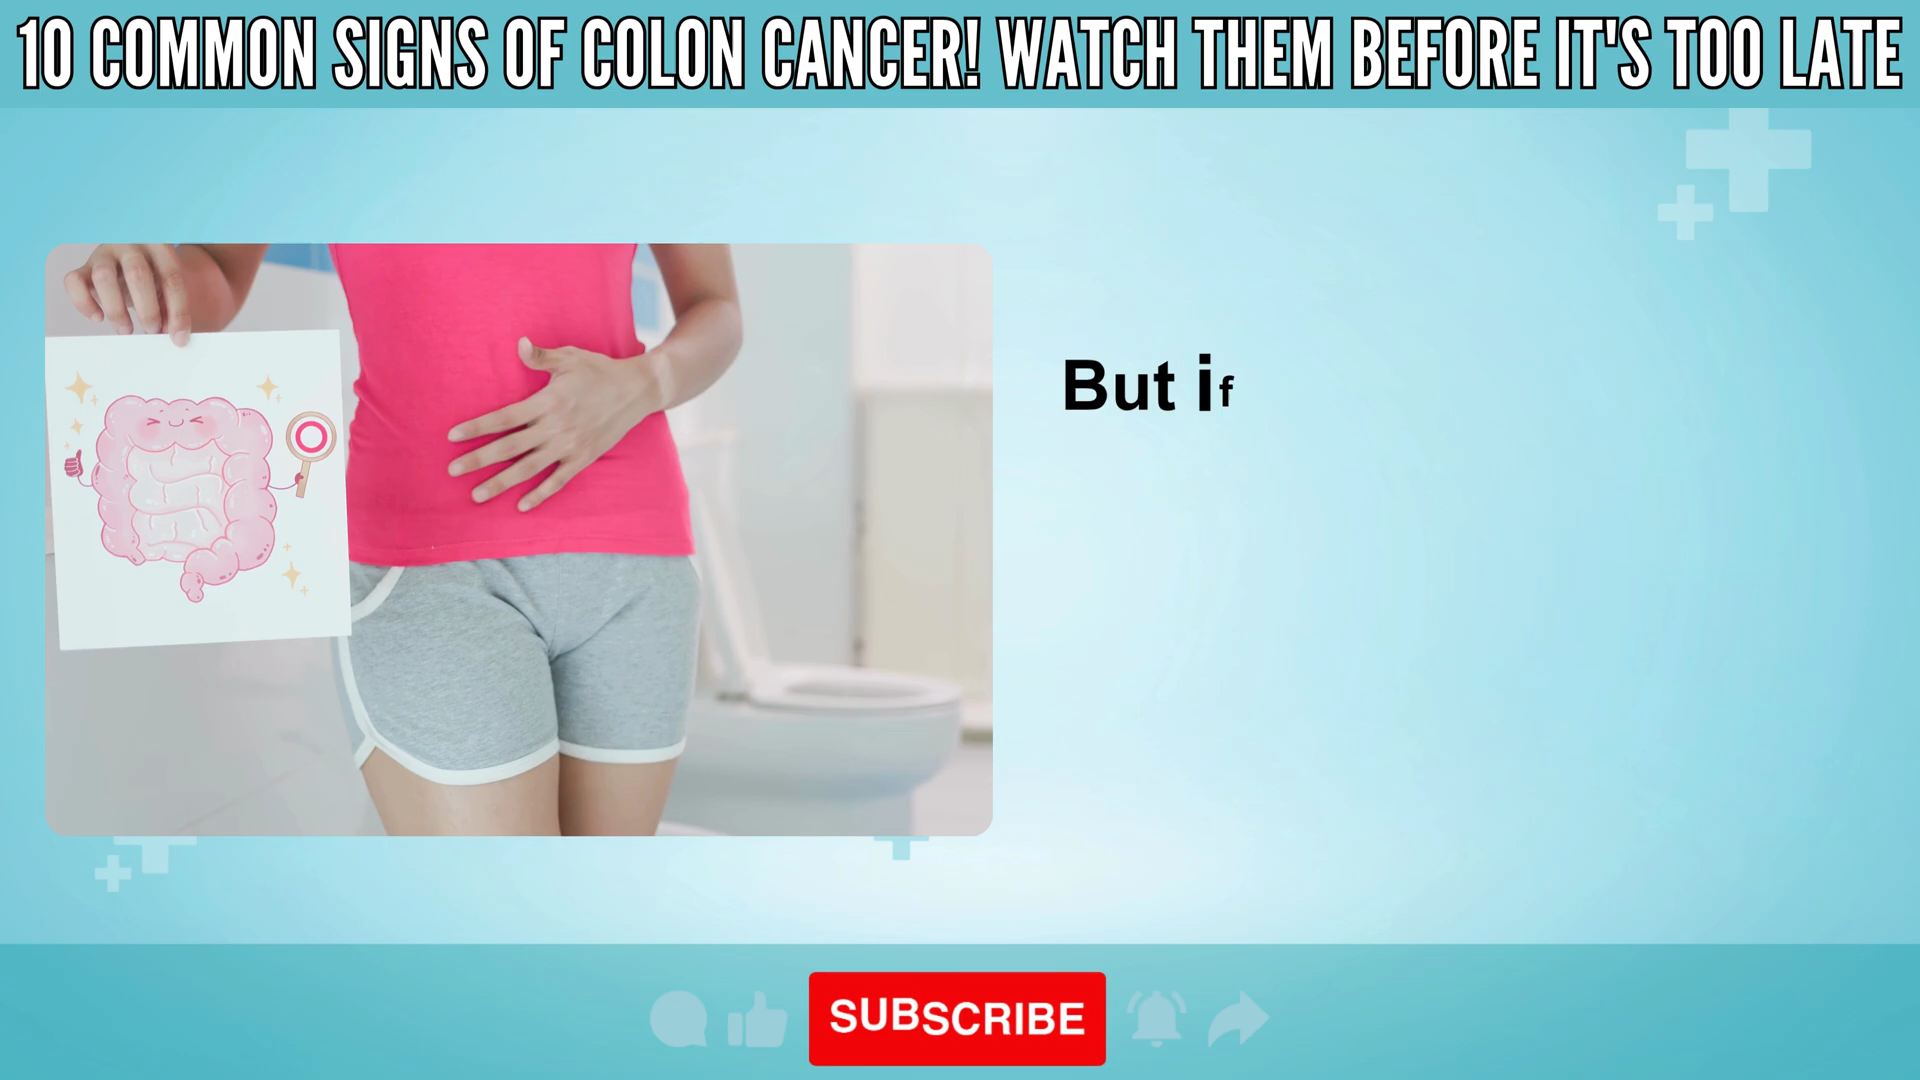 10 COMMON SIGNS OF COLON CANCER! WATCH THEM BEFORE IT'S TOO LATE
But if
SUBSCRIBE